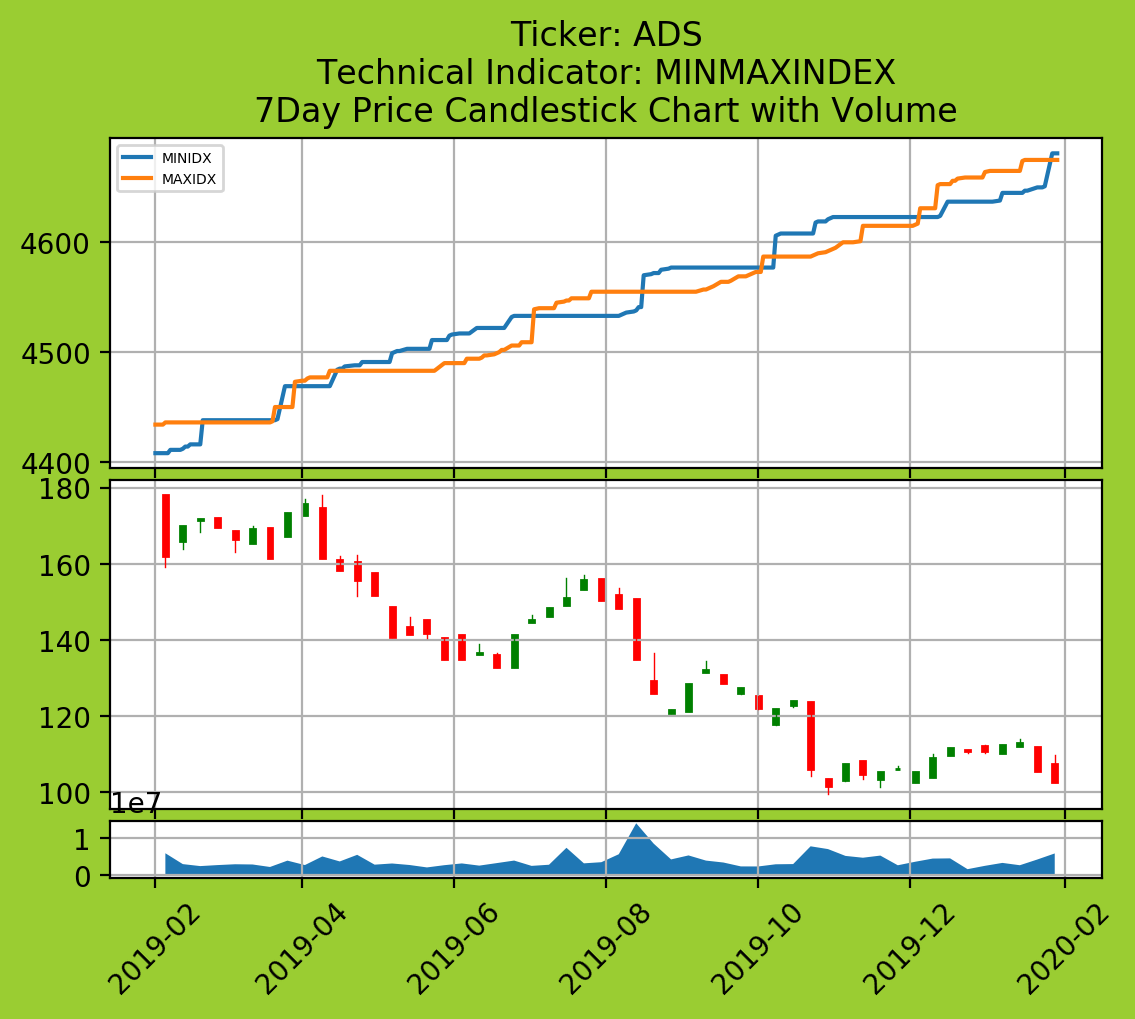 Ticker: ADS
Technical Indicator: MINMAXINDEX
7Day Price Candlestick Chart with Volume
MINIDX
MAXIDX
4600
4500
4400
180
160
140
120
100
1e7
1
0
2019-02
2019-04
2019-06
2019-08
2019-10
2019-12
2020-02